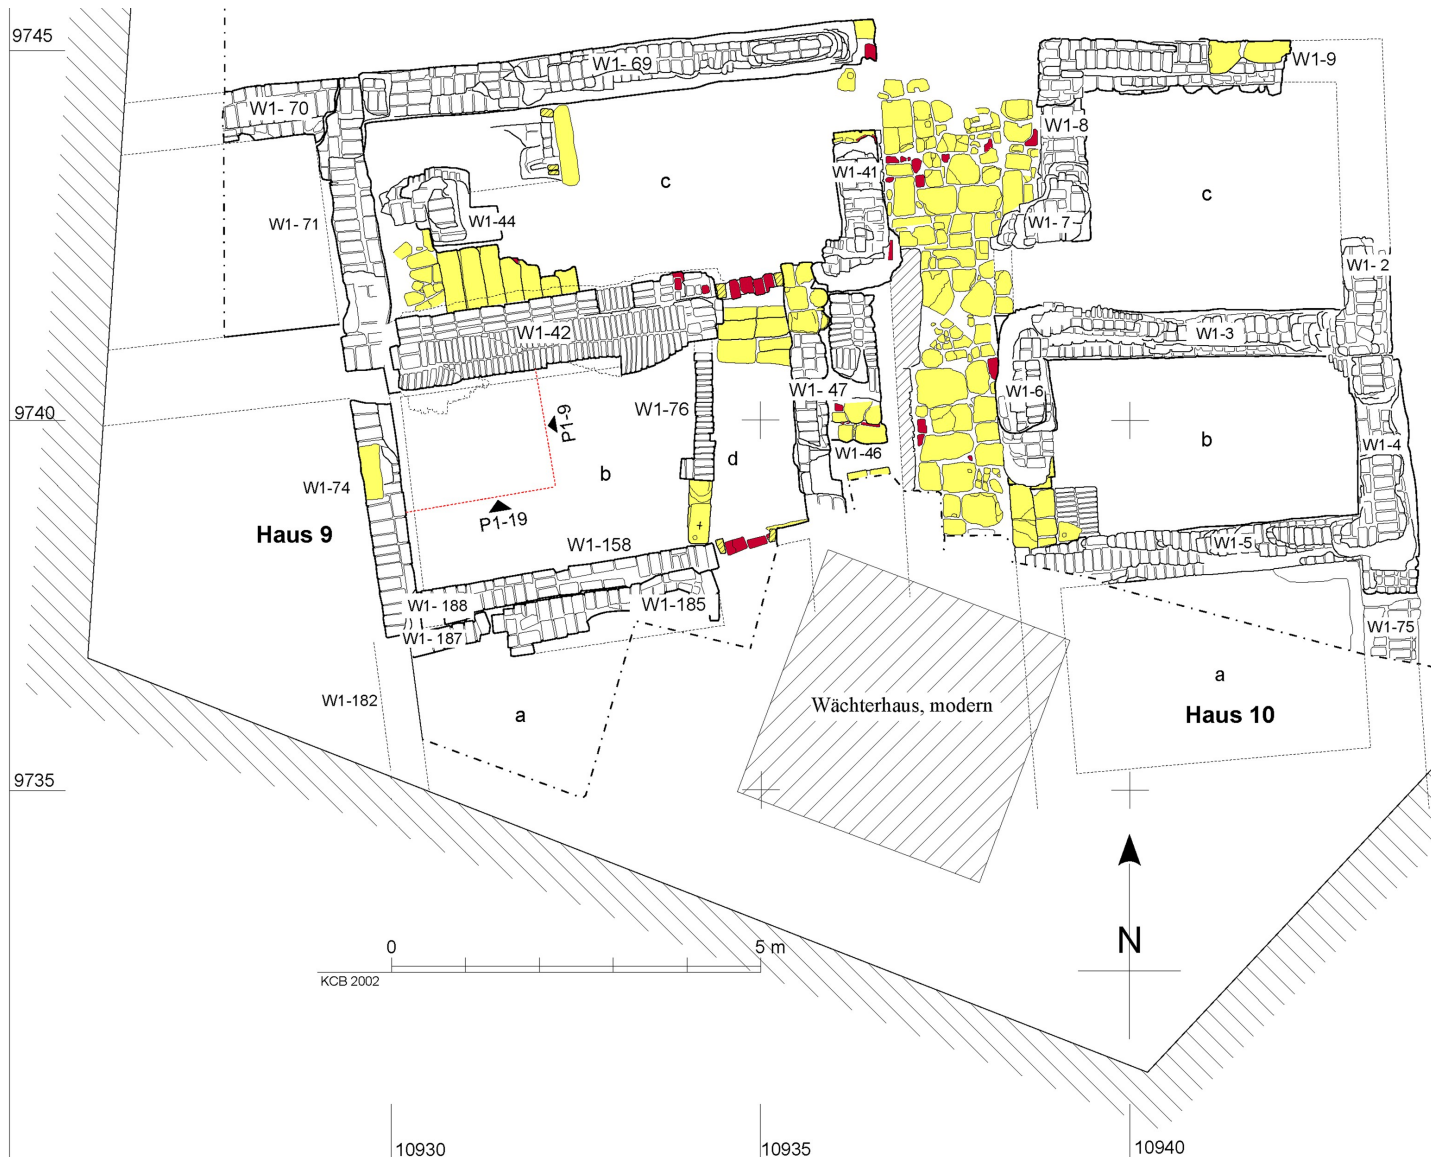 9745
W1- 69
W1-9
W1- 70
W1-8
W1-41
c
c
W1- 71
W1-44
W1- 7
W1- 2
W1-42
W1-3
W1- 47
W1-6
W1-76
9740
P1-9
b
d
W1-46
b
W1-4
W1-74
P1-19
Haus 9
W1-158
W1-5
W1- 188
W1-185
W1- 187
W1-75
a
W1-182
Wächterhaus, modern
a
Haus 10
9735
N
0
5 m
KCB 2002
10930
10935
10940